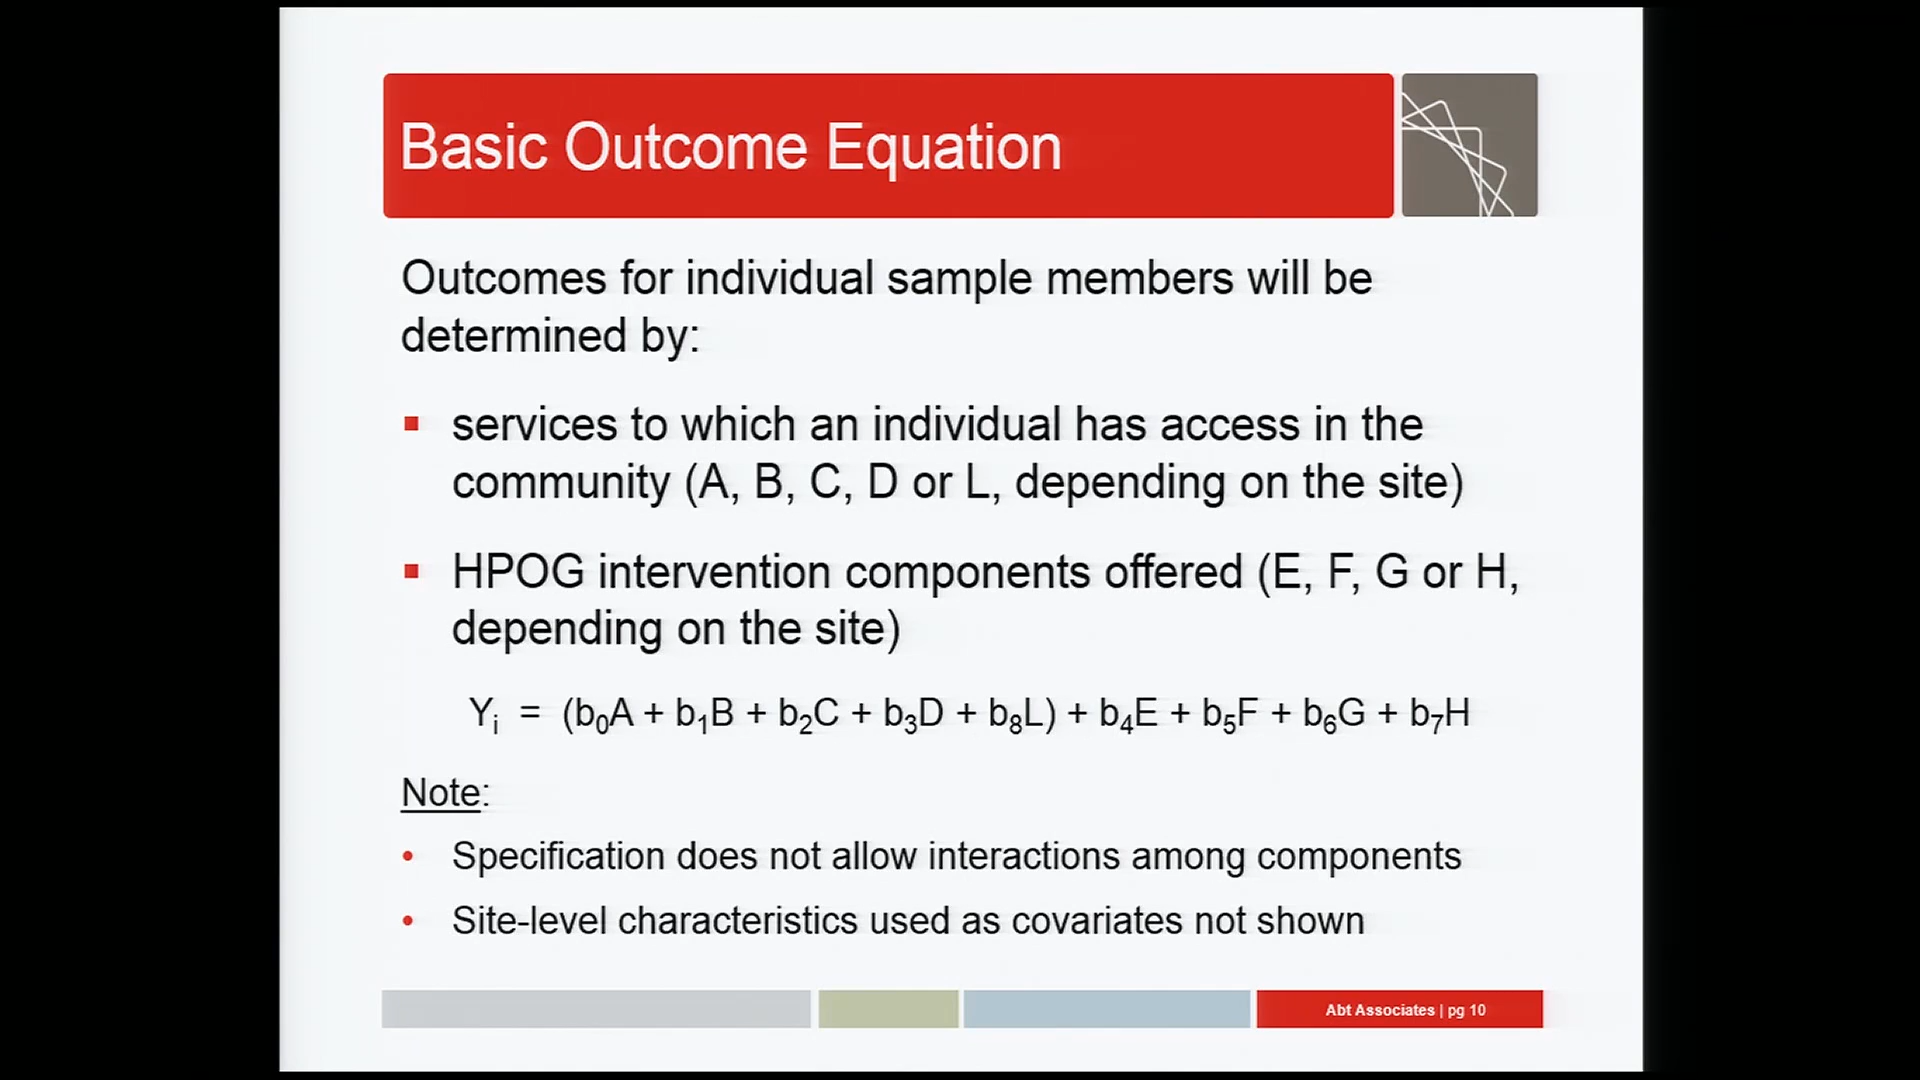 Basic Outcome Equation
Outcomes for individual sample members will be
determined by:
▪ services to which an individual has access in the
community (A, B, C, D or L, depending on the site)
▪ HPOG intervention components offered (E, F, G or H,
depending on the site)
Yᵢ = (b₀A + b₁B + b₂C + b₃D + b₈L) + b₄E + b₅F + b₆G + b₇H
Note:
• Specification does not allow interactions among components
• Site-level characteristics used as covariates not shown
Abt Associates | pg 10